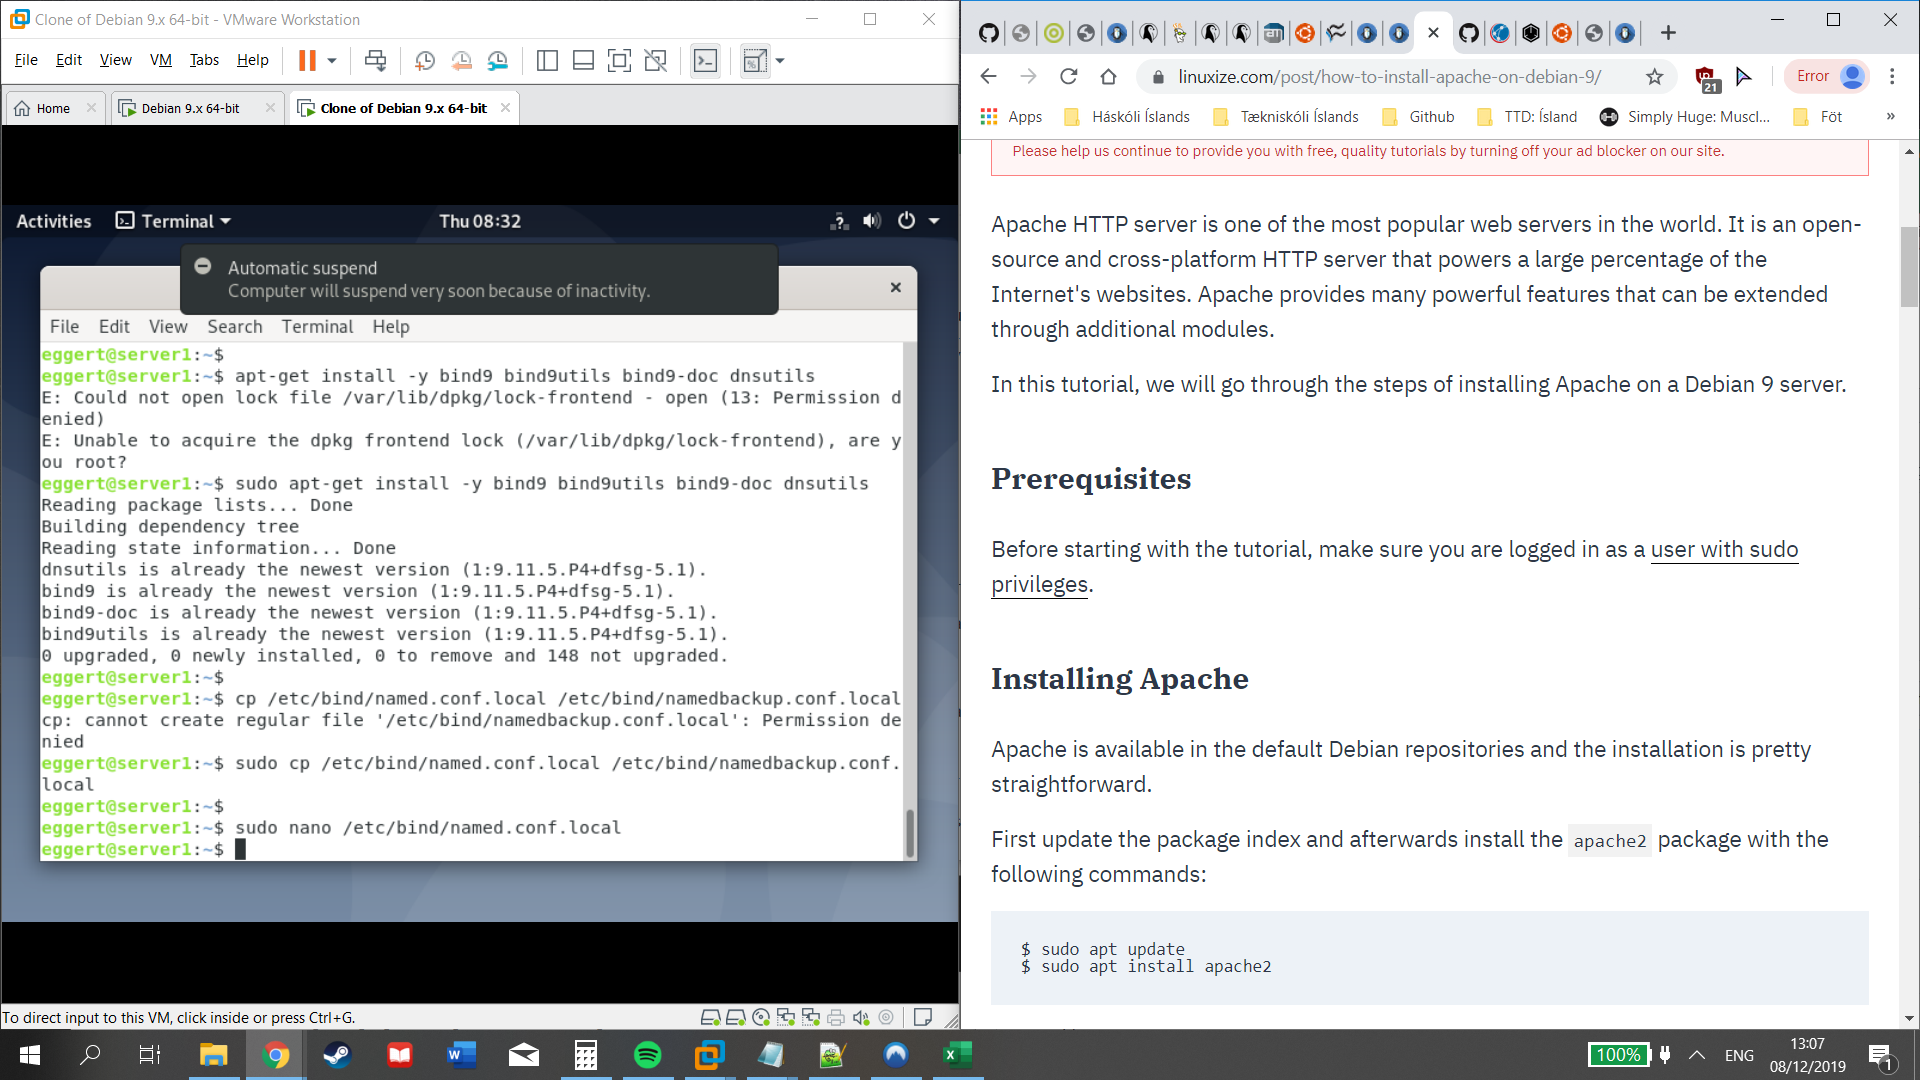 Clone of Debian 9.x 64-bit - VMware Workstation
File Edit View VM Tabs Help
Home
Debian 9.x 64-bit
Clone of Debian 9.x 64-bit
Activities
Terminal
Thu 08:32
Automatic suspend
Computer will suspend very soon because of inactivity.
File Edit View Search Terminal Help
eggert@server1:~$
eggert@server1:~$ apt-get install -y bind9 bind9utils bind9-doc dnsutils
E: Could not open lock file /var/lib/dpkg/lock-frontend - open (13: Permission d
enied)
E: Unable to acquire the dpkg frontend lock (/var/lib/dpkg/lock-frontend), are y
ou root?
eggert@server1:~$ sudo apt-get install -y bind9 bind9utils bind9-doc dnsutils
Reading package lists... Done
Building dependency tree
Reading state information... Done
dnsutils is already the newest version (1:9.11.5.P4+dfsg-5.1).
bind9 is already the newest version (1:9.11.5.P4+dfsg-5.1).
bind9-doc is already the newest version (1:9.11.5.P4+dfsg-5.1).
bind9utils is already the newest version (1:9.11.5.P4+dfsg-5.1).
0 upgraded, 0 newly installed, 0 to remove and 148 not upgraded.
eggert@server1:~$
eggert@server1:~$ cp /etc/bind/named.conf.local /etc/bind/namedbackup.conf.local
cp: cannot create regular file '/etc/bind/namedbackup.conf.local': Permission de
nied
eggert@server1:~$ sudo cp /etc/bind/named.conf.local /etc/bind/namedbackup.conf.
local
eggert@server1:~$
eggert@server1:~$ sudo nano /etc/bind/named.conf.local
eggert@server1:~$
To direct input to this VM, click inside or press Ctrl+G.
linuxize.com/post/how-to-install-apache-on-debian-9/
21
Error
Apps
Háskóli Íslands
Tækniskóli Íslands
Github
TTD: Ísland
Simply Huge: Muscl...
Föt
»
Please help us continue to provide you with free, quality tutorials by turning off your ad blocker on our site.
Apache HTTP server is one of the most popular web servers in the world. It is an open-
source and cross-platform HTTP server that powers a large percentage of the
Internet's websites. Apache provides many powerful features that can be extended
through additional modules.
In this tutorial, we will go through the steps of installing Apache on a Debian 9 server.
Prerequisites
Before starting with the tutorial, make sure you are logged in as a user with sudo
privileges.
Installing Apache
Apache is available in the default Debian repositories and the installation is pretty
straightforward.
First update the package index and afterwards install the apache2 package with the
following commands:
$ sudo apt update
$ sudo apt install apache2
100%
ENG
13:07
08/12/2019
1